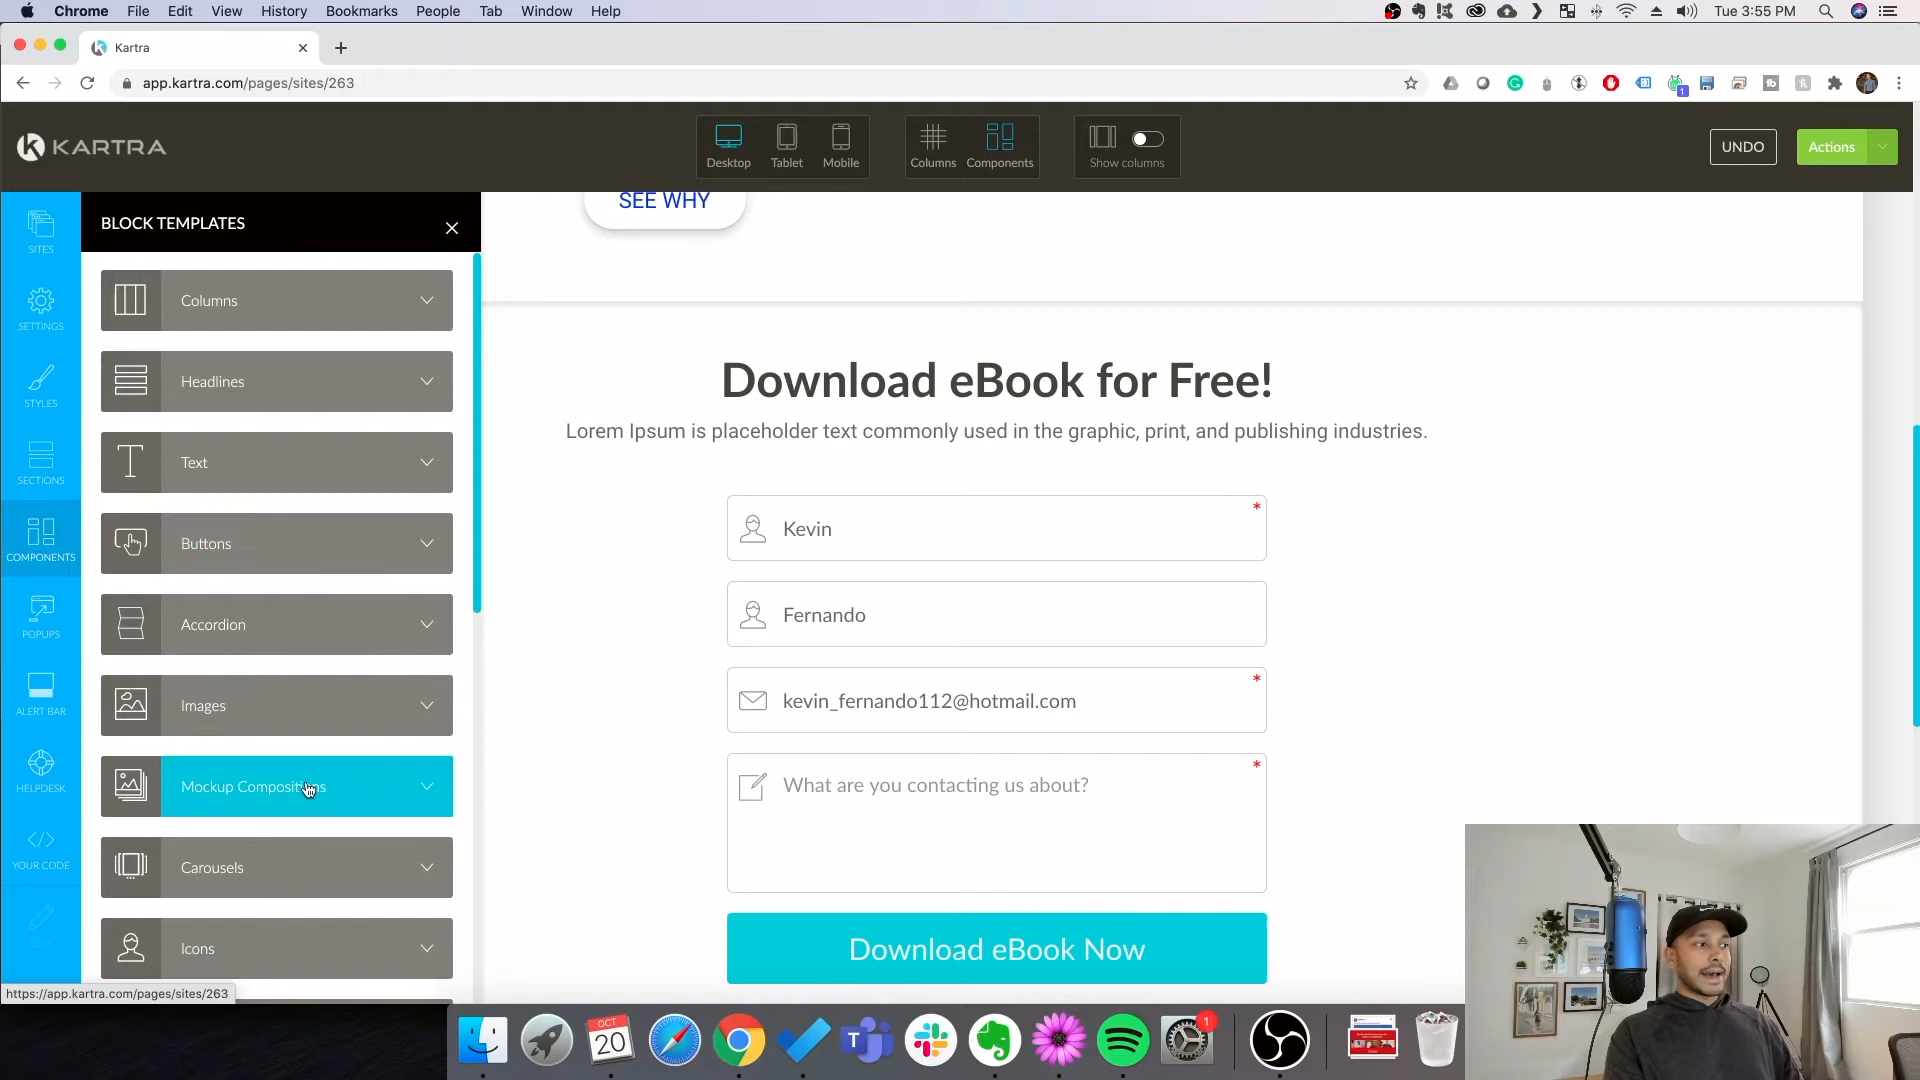 Chrome File Edit View History Bookmarks People Tab Window Help
Tue 3:55 PM
Kartra
app.kartra.com/pages/sites/263
1
KARTRA
Desktop Tablet Mobile
Columns Components
Show columns
UNDO
Actions
SITES
SETTINGS
STYLES
SECTIONS
COMPONENTS
POPUPS
ALERT BAR
HELPDESK
YOUR CODE
BLOCK TEMPLATES
Columns
Headlines
Text
Buttons
Accordion
Images
Mockup Compositions
Carousels
Icons
SEE WHY
Download eBook for Free!
Lorem Ipsum is placeholder text commonly used in the graphic, print, and publishing industries.
Kevin *
Fernando
kevin_fernando112@hotmail.com *
What are you contacting us about? *
Download eBook Now
https://app.kartra.com/pages/sites/263
OCT
20
T
1